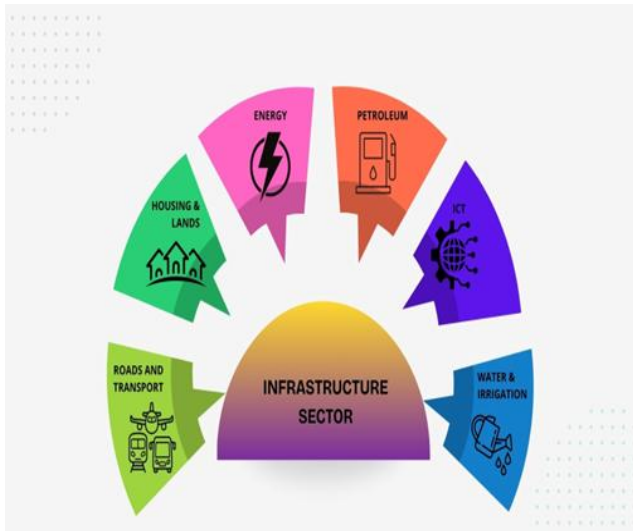 ENERGY
PETROLEUM
HOUSING &
LANDS
ICT
ROADS AND
TRANSPORT
INFRASTRUCTURE
SECTOR
WATER &
IRRIGATION